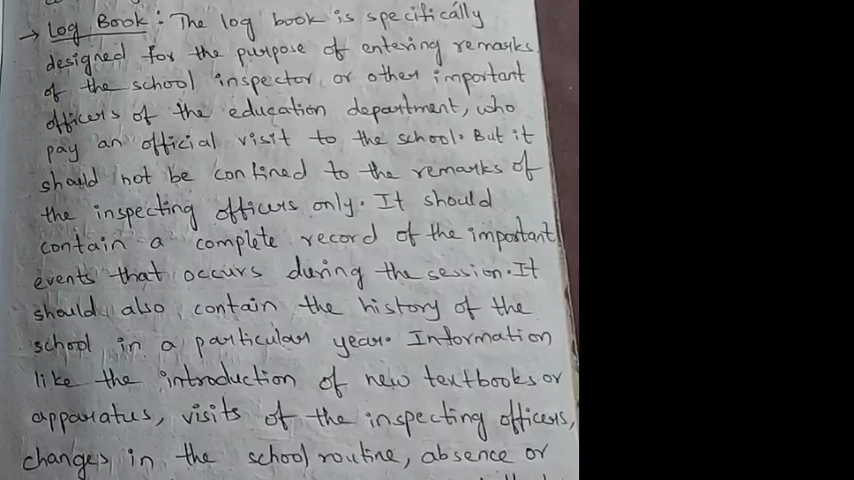 → Log Book: The log book is specifically
designed for the purpose of entering remarks
of the school inspector or other important
officers of the education department, who
pay an official visit to the school. But it
should not be confined to the remarks of
the inspecting officers only. It should
contain a complete record of the important
events that occurs during the session. It
should also contain the history of the
school in a particular year. Information
like the introduction of new textbooks or
apparatus, visits of the inspecting officers,
changes in the school routine, absence or